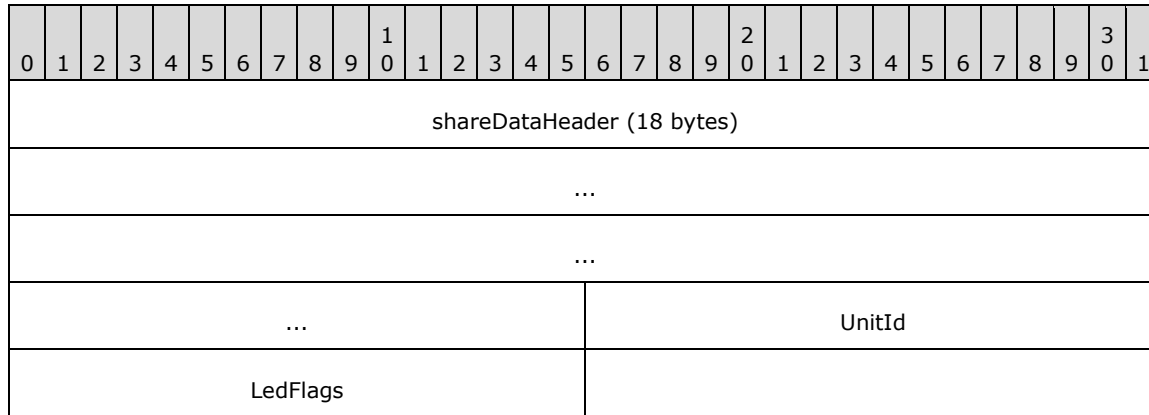 1 2 3
0 1 2 3 4 5 6 7 8 9 0 1 2 3 4 5 6 7 8 9 0 1 2 3 4 5 6 7 8 9 0 1
shareDataHeader (18 bytes)
...
...
... UnitId
LedFlags